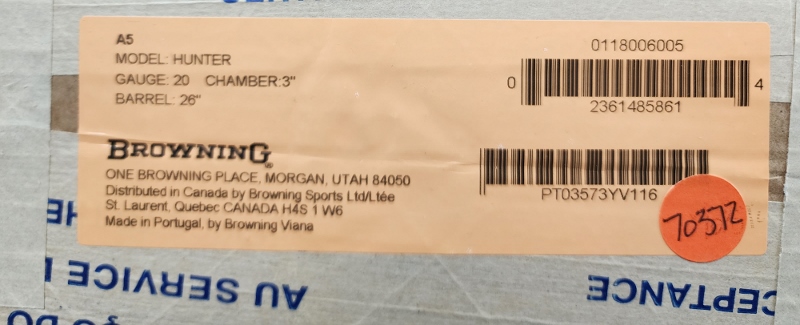 A5
MODEL: HUNTER
GAUGE: 20 CHAMBER:3"
BARREL: 26"
BROWNING®
ONE BROWNING PLACE, MORGAN, UTAH 84050
Distributed in Canada by Browning Sports Ltd/Ltée
St. Laurent, Quebec CANADA H4S 1 W6
Made in Portugal, by Browning Viana
0118006005
0 2361485861 4
PT03573YV116
70372
AU SERVICE
CEPTANCE